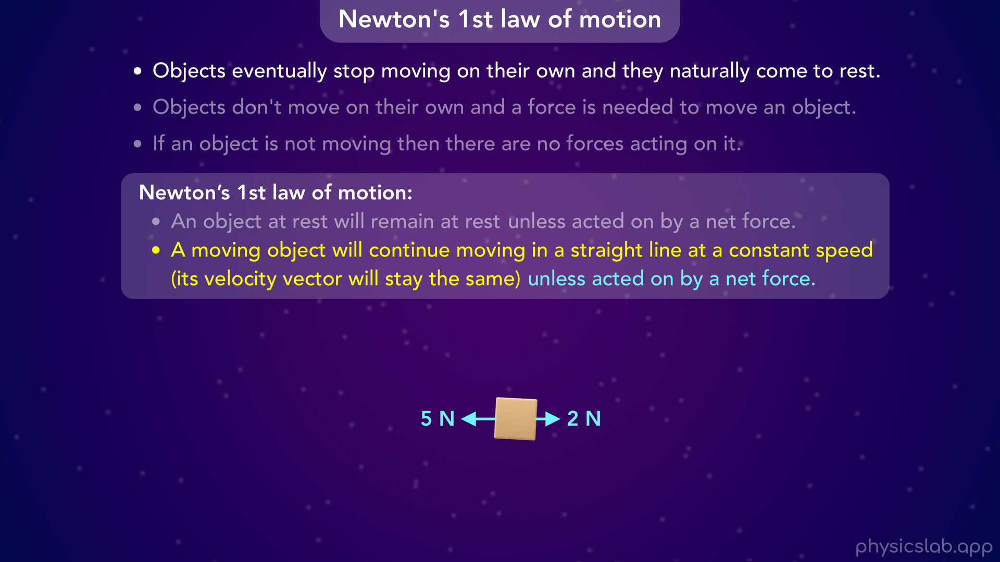 Newton's 1st law of motion
• Objects eventually stop moving on their own and they naturally come to rest.
• Objects don't move on their own and a force is needed to move an object.
• If an object is not moving then there are no forces acting on it.
Newton’s 1st law of motion:
• An object at rest will remain at rest unless acted on by a net force.
• A moving object will continue moving in a straight line at a constant speed
(its velocity vector will stay the same) unless acted on by a net force.
5 N 2 N
physicslab.app